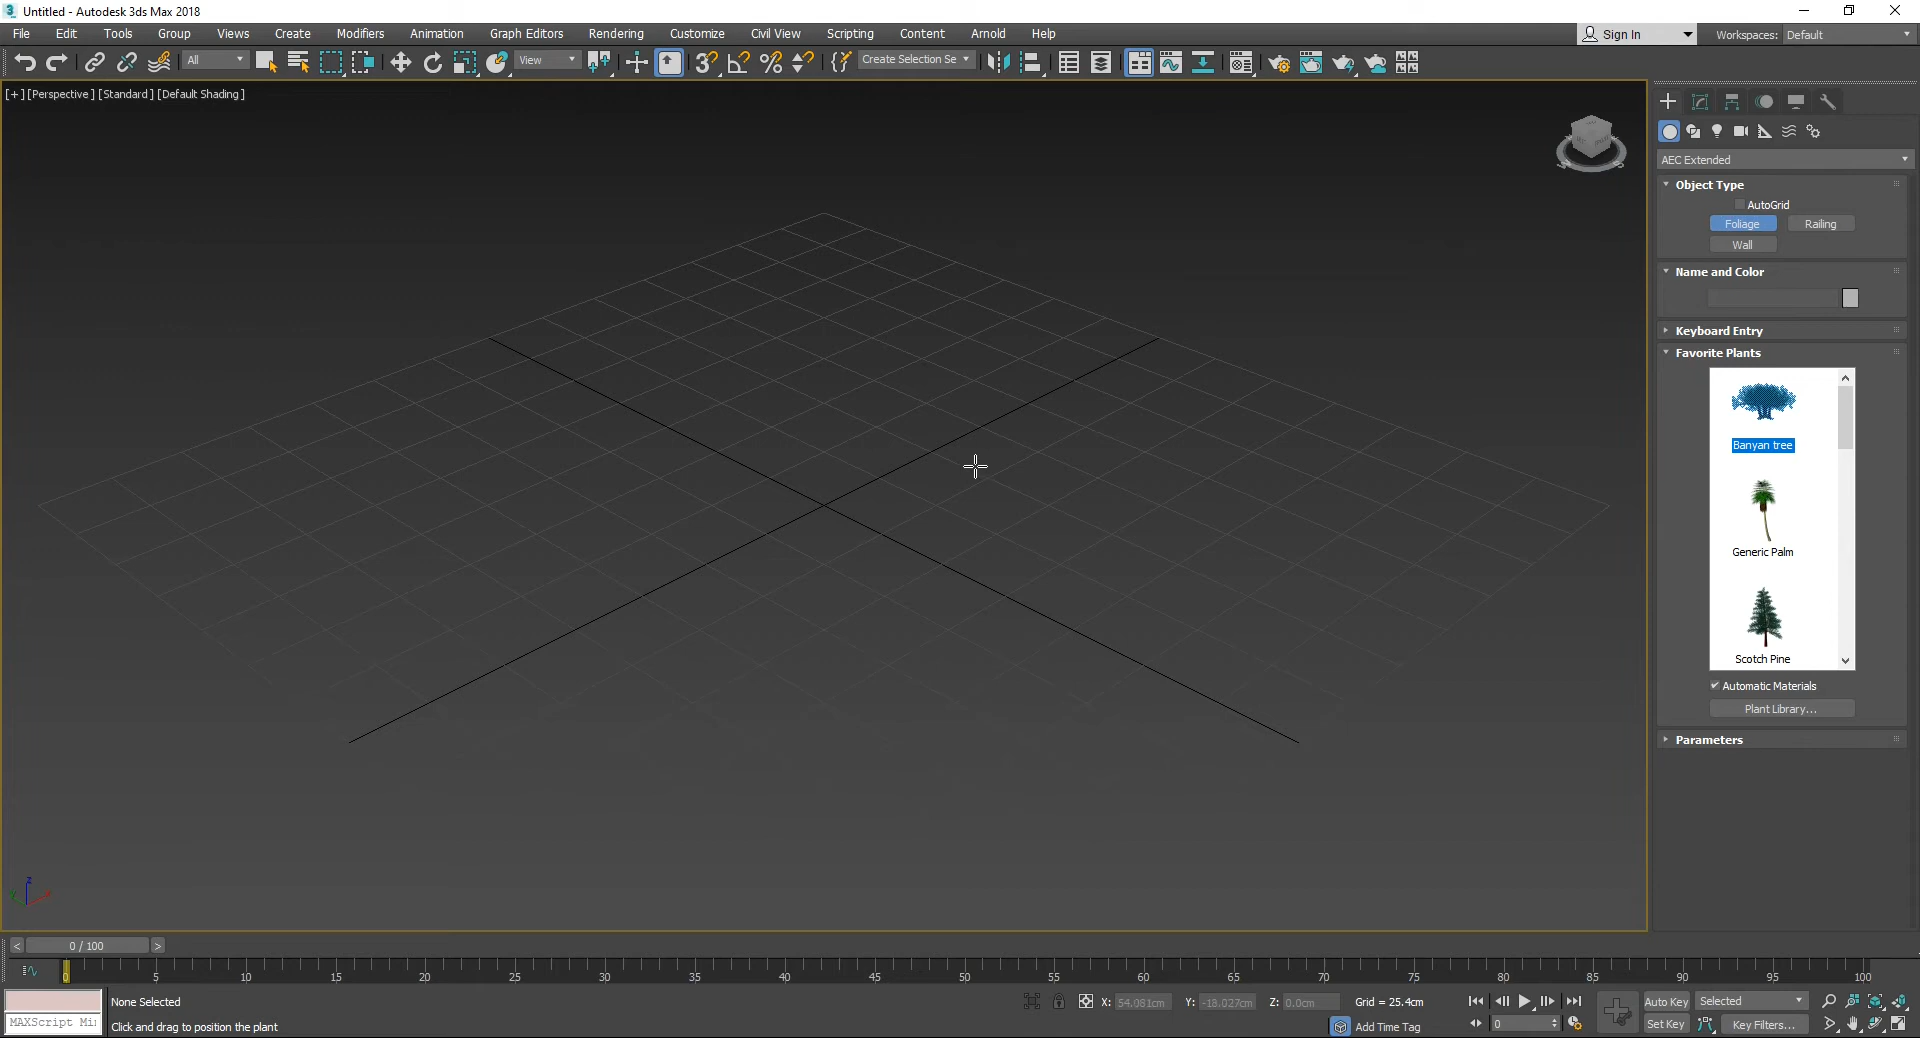 Untitled - Autodesk 3ds Max 2018
File Edit Tools Group Views Create Modifiers Animation Graph Editors Rendering Customize Civil View Scripting Content Arnold Help Sign In Workspaces: Default
All View 3 Create Selection Se
[+] [Perspective] [Standard] [Default Shading]
AEC Extended
Object Type
AutoGrid
Foliage Railing
Wall
Name and Color
Keyboard Entry
Favorite Plants
Banyan tree
Generic Palm
Scotch Pine
Automatic Materials
Plant Library...
Parameters
z
< 0 / 100 >
0 5 10 15 20 25 30 35 40 45 50 55 60 65 70 75 80 85 90 95 100
None Selected X: 54.081cm Y: -18.027cm Z: 0.0cm Grid = 25.4cm Auto Key Selected
MAXScript Mi Click and drag to position the plant Add Time Tag 0 Set Key Key Filters...